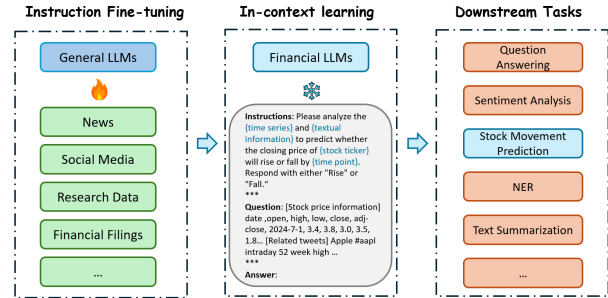 Instruction Fine-tuning
General LLMs
News
Social Media
Research Data
Financial Filings
...
In-context learning
Financial LLMs
Instructions: Please analyze the
{time series} and {textual
information} to predict whether
the closing price of {stock ticker}
will rise or fall by {time point}.
Respond with either "Rise" or
"Fall."
***
Question: [Stock price information]
date ,open, high, low, close, adj-
close, 2024-7-1, 3.4, 3.8, 3.0, 3.5,
1.8... [Related tweets] Apple #aapl
intraday 52 week high ...
***
Answer:
Downstream Tasks
Question
Answering
Sentiment Analysis
Stock Movement
Prediction
NER
Text Summarization
...